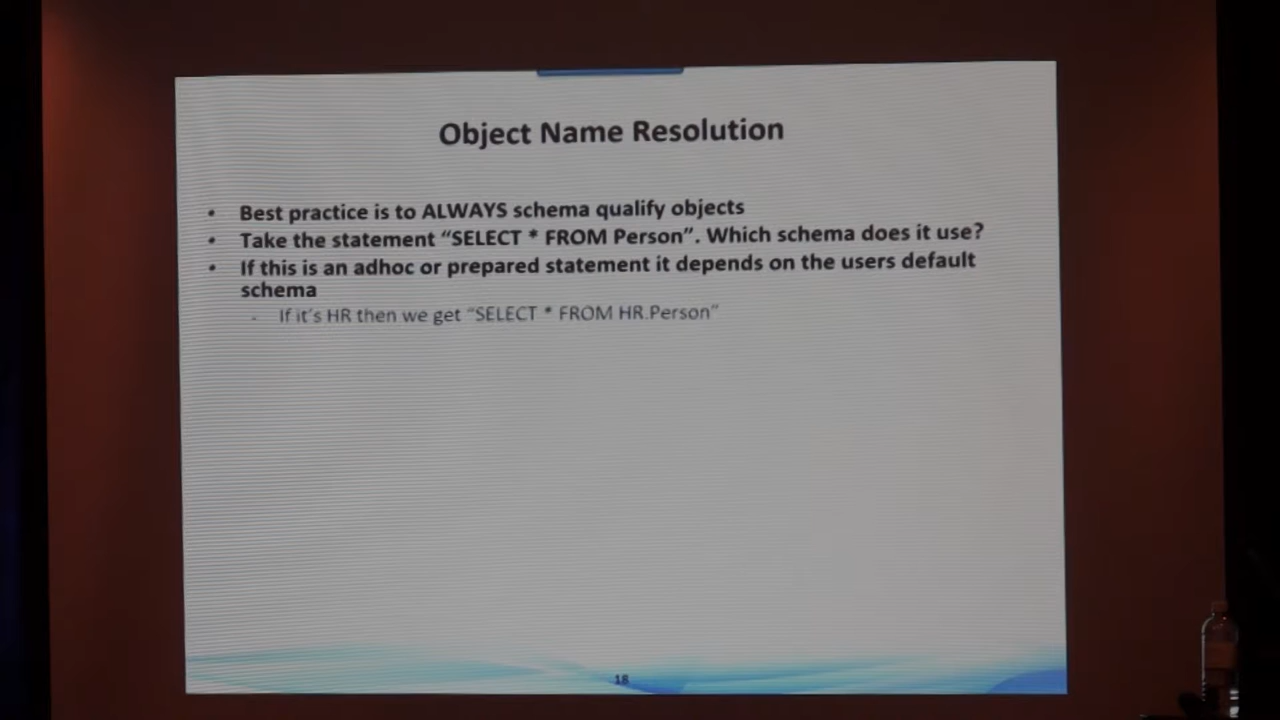 Object Name Resolution
• Best practice is to ALWAYS schema qualify objects
• Take the statement “SELECT * FROM Person”. Which schema does it use?
• If this is an adhoc or prepared statement it depends on the users default
schema
- If it's HR then we get “SELECT * FROM HR.Person”
18